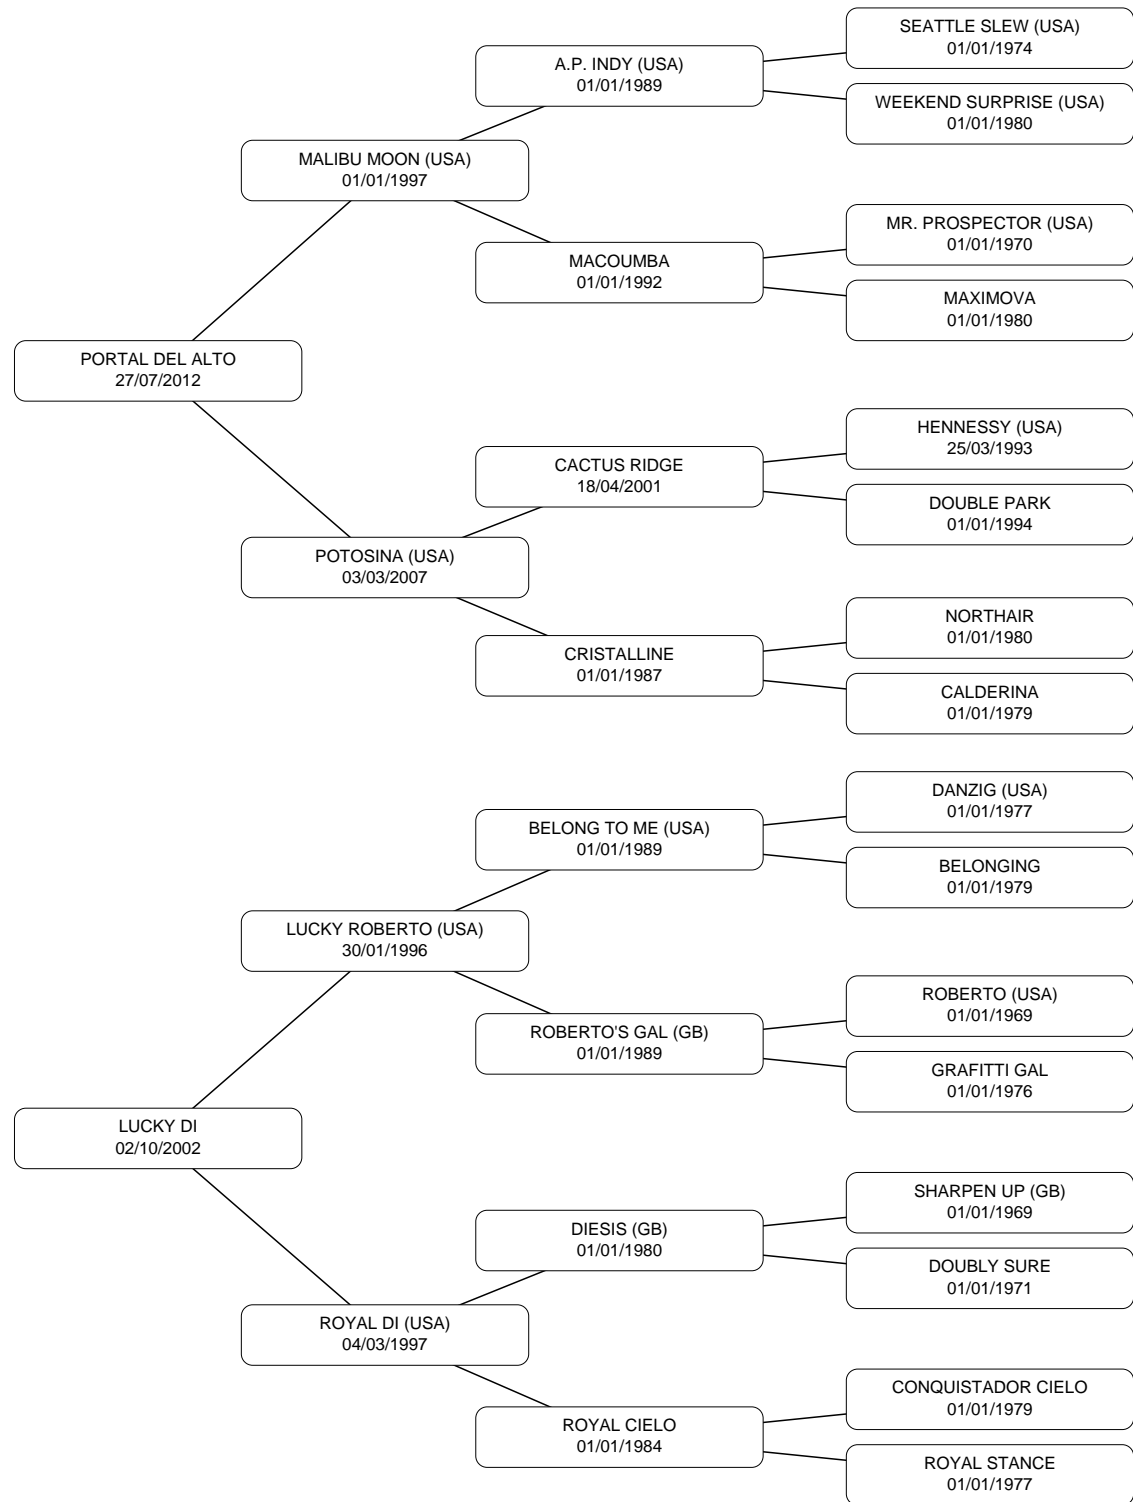 SEATTLE SLEW (USA)
01/01/1974
A.P. INDY (USA)
01/01/1989
WEEKEND SURPRISE (USA)
01/01/1980
MALIBU MOON (USA)
01/01/1997
MR. PROSPECTOR (USA)
01/01/1970
MACOUMBA
01/01/1992
MAXIMOVA
01/01/1980
PORTAL DEL ALTO
27/07/2012
HENNESSY (USA)
25/03/1993
CACTUS RIDGE
18/04/2001
DOUBLE PARK
01/01/1994
POTOSINA (USA)
03/03/2007
NORTHAIR
01/01/1980
CRISTALLINE
01/01/1987
CALDERINA
01/01/1979
DANZIG (USA)
01/01/1977
BELONG TO ME (USA)
01/01/1989
BELONGING
01/01/1979
LUCKY ROBERTO (USA)
30/01/1996
ROBERTO (USA)
01/01/1969
ROBERTO'S GAL (GB)
01/01/1989
GRAFITTI GAL
01/01/1976
LUCKY DI
02/10/2002
SHARPEN UP (GB)
01/01/1969
DIESIS (GB)
01/01/1980
DOUBLY SURE
01/01/1971
ROYAL DI (USA)
04/03/1997
CONQUISTADOR CIELO
01/01/1979
ROYAL CIELO
01/01/1984
ROYAL STANCE
01/01/1977